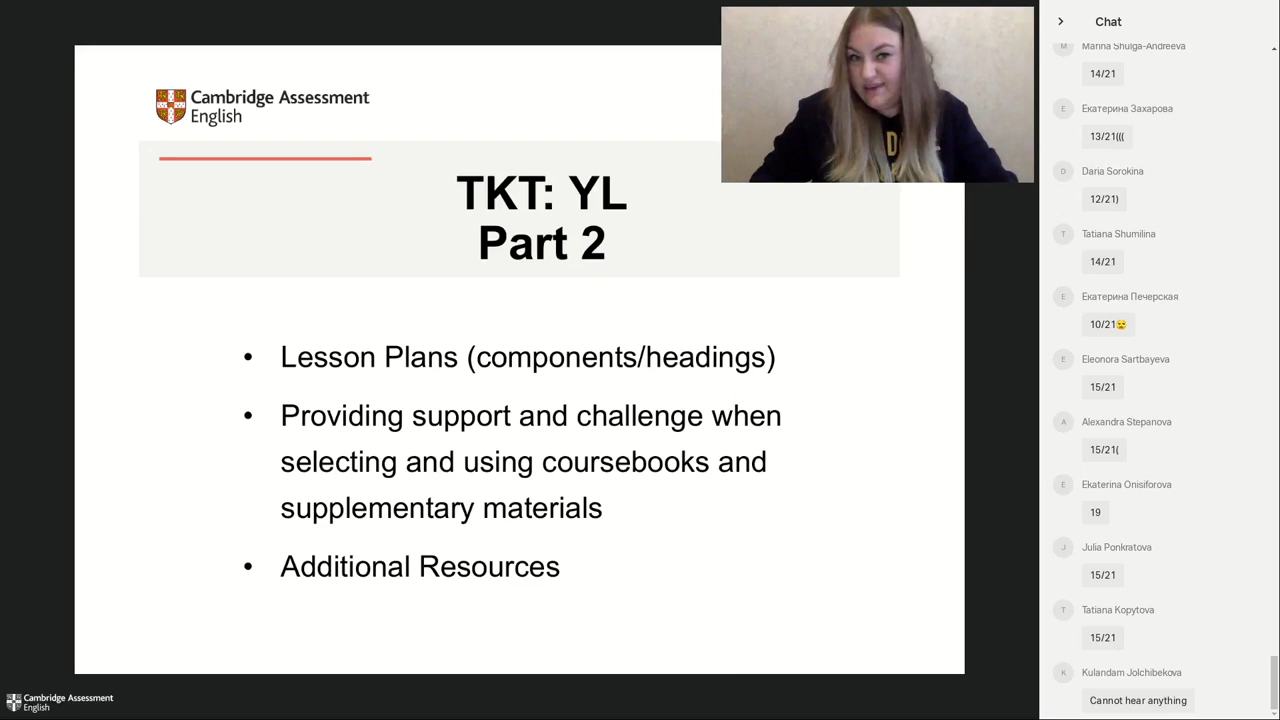 Cambridge Assessment
English
TKT: YL
Part 2
• Lesson Plans (components/headings)
• Providing support and challenge when
selecting and using coursebooks and
supplementary materials
• Additional Resources
Cambridge Assessment
English
Chat
M
Marina Shulga-Andreeva
14/21
Е
Екатерина Захарова
13/21(((
D
Daria Sorokina
12/21)
T
Tatiana Shumilina
14/21
Е
Екатерина Печерская
10/21😒
E
Eleonora Sartbayeva
15/21
A
Alexandra Stepanova
15/21(
E
Ekaterina Onisiforova
19
J
Julia Ponkratova
15/21
T
Tatiana Kopytova
15/21
K
Kulandam Jolchibekova
Cannot hear anything